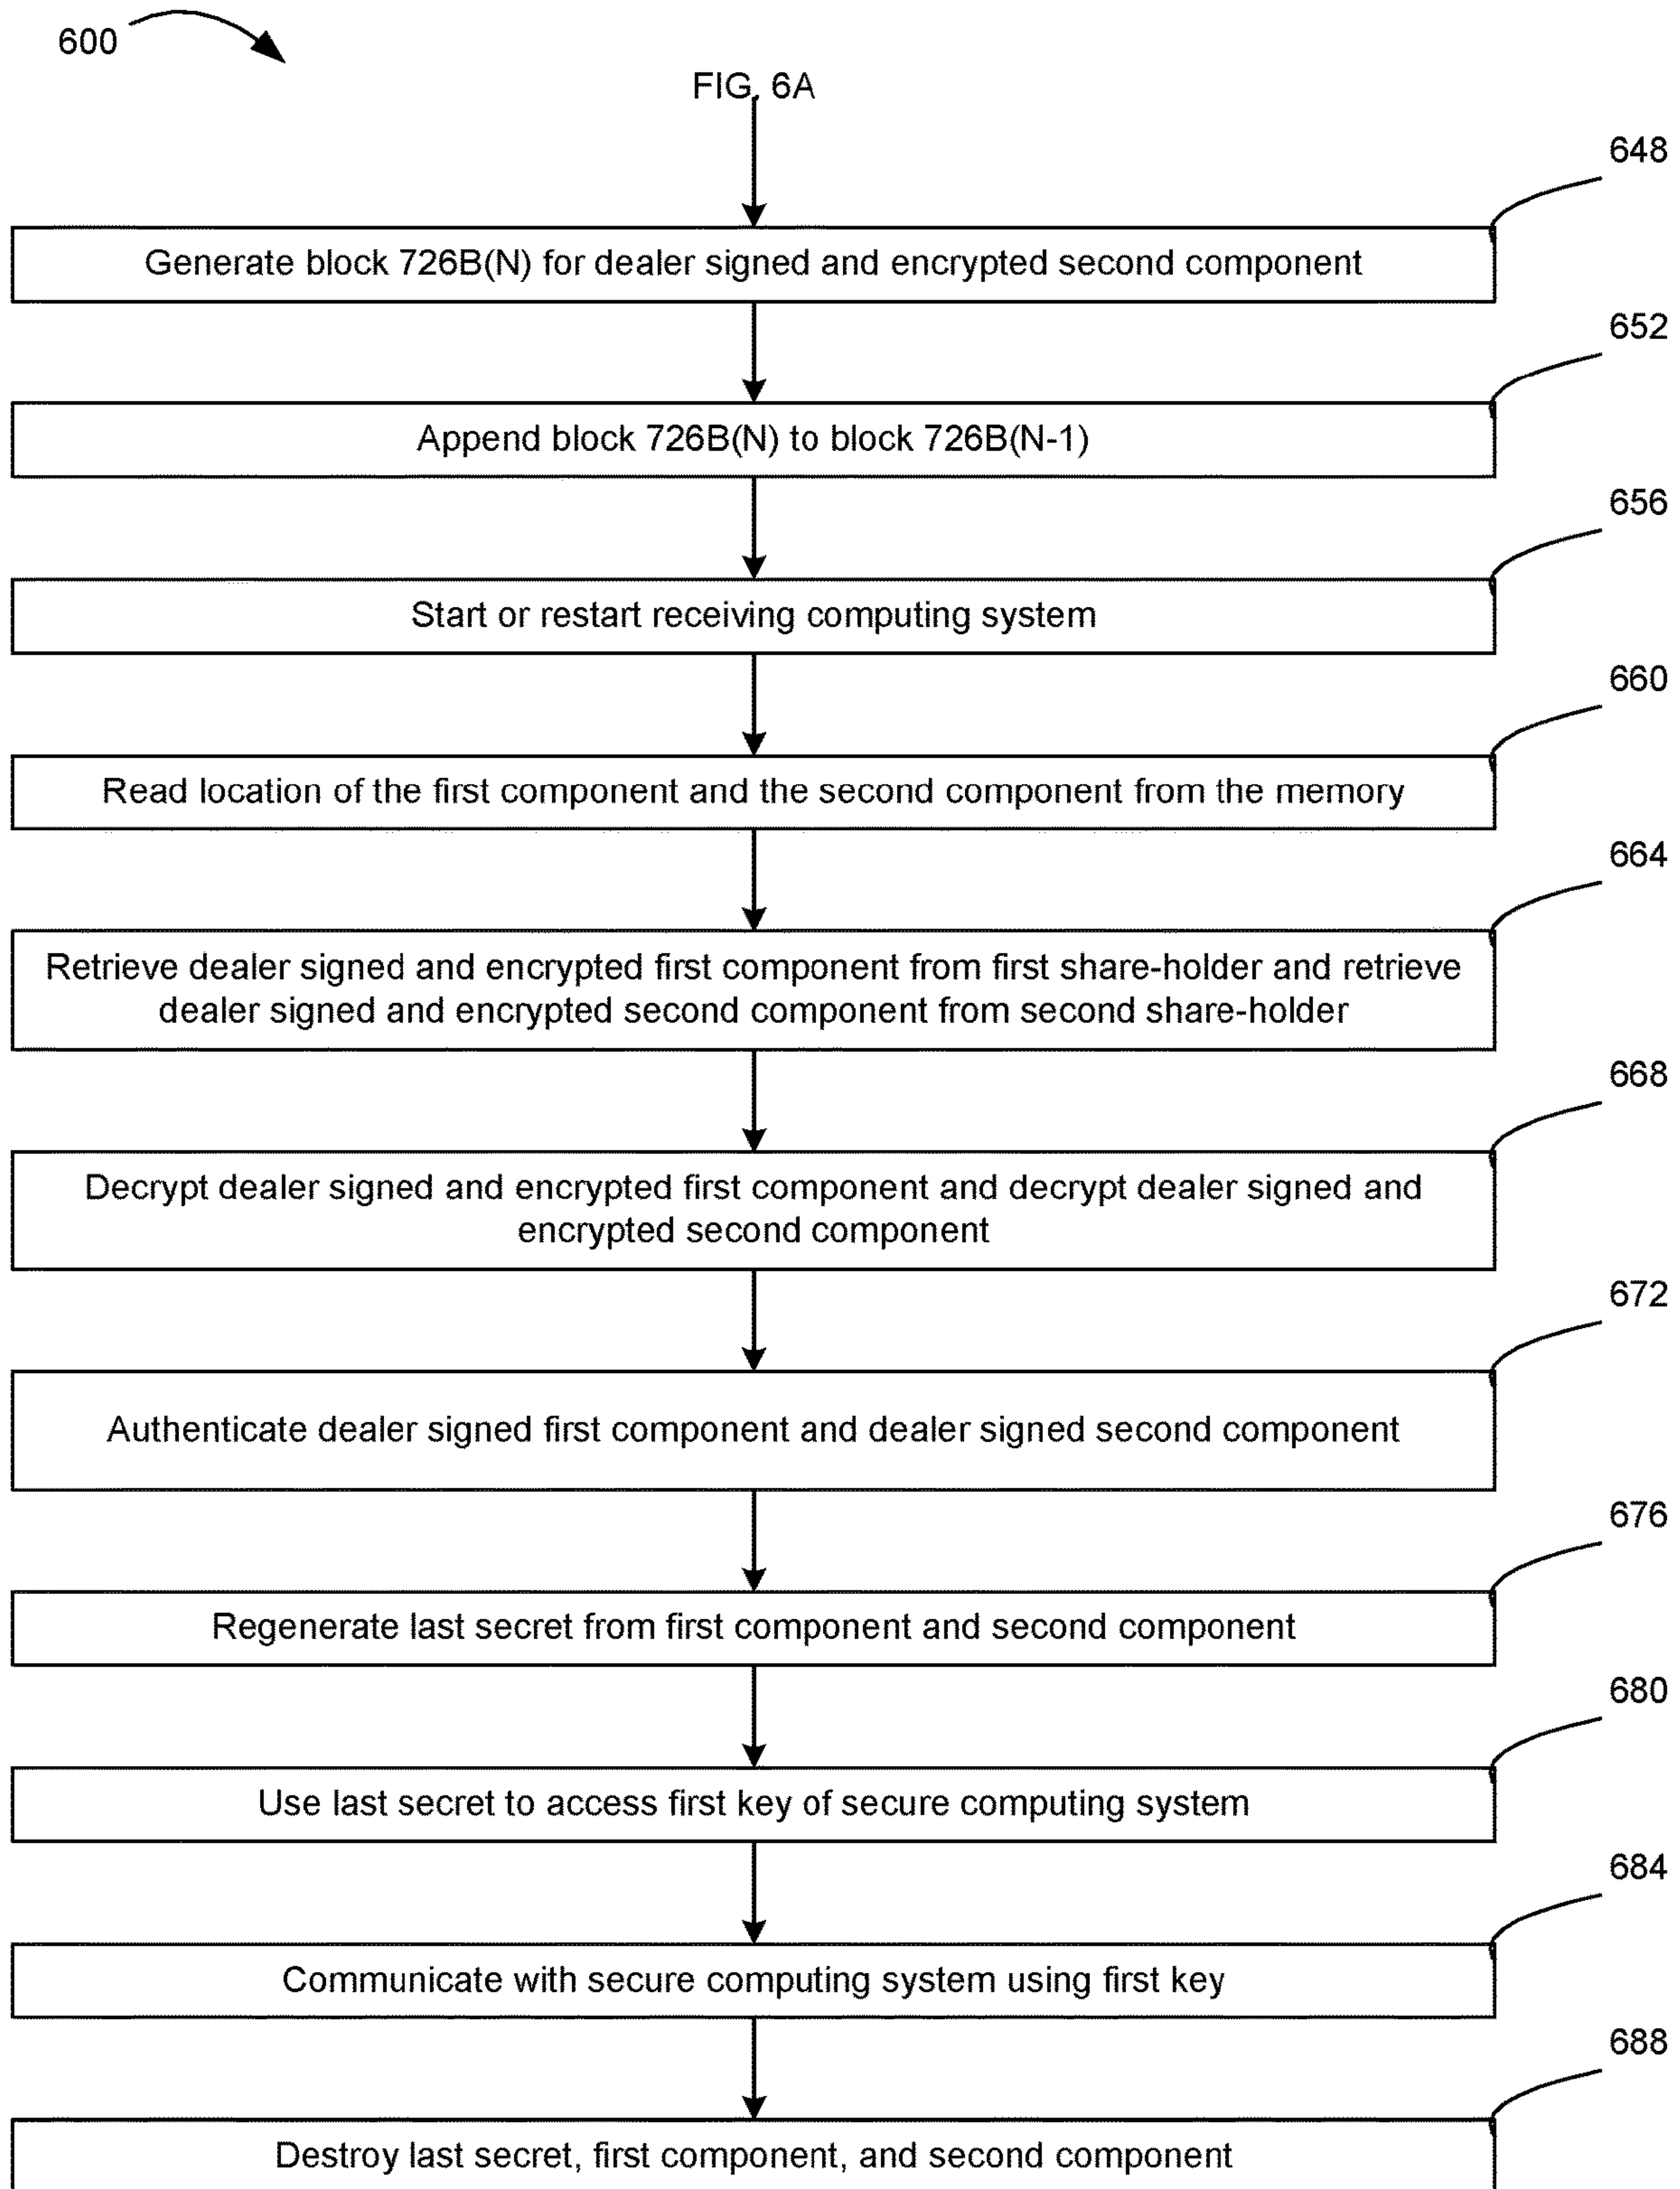 600
FIG. 6A
648
Generate block 726B(N) for dealer signed and encrypted second component
652
Append block 726B(N) to block 726B(N-1)
656
Start or restart receiving computing system
660
Read location of the first component and the second component from the memory
664
Retrieve dealer signed and encrypted first component from first share-holder and retrieve
dealer signed and encrypted second component from second share-holder
668
Decrypt dealer signed and encrypted first component and decrypt dealer signed and
encrypted second component
672
Authenticate dealer signed first component and dealer signed second component
676
Regenerate last secret from first component and second component
680
Use last secret to access first key of secure computing system
684
Communicate with secure computing system using first key
688
Destroy last secret, first component, and second component